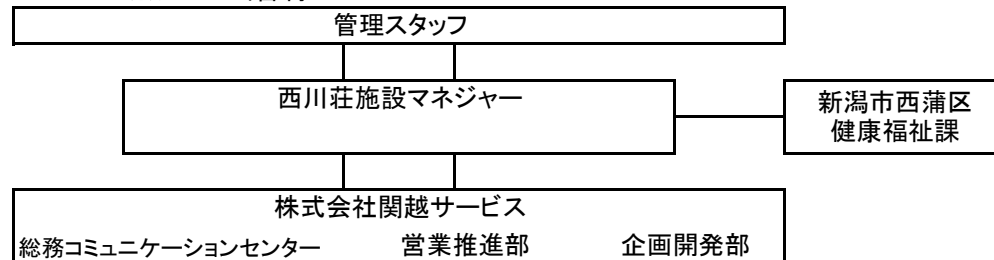 管理スタッフ
西川荘施設マネジャー
新潟市西蒲区
健康福祉課
株式会社関越サービス
総務コミュニケーションセンター 営業推進部 企画開発部